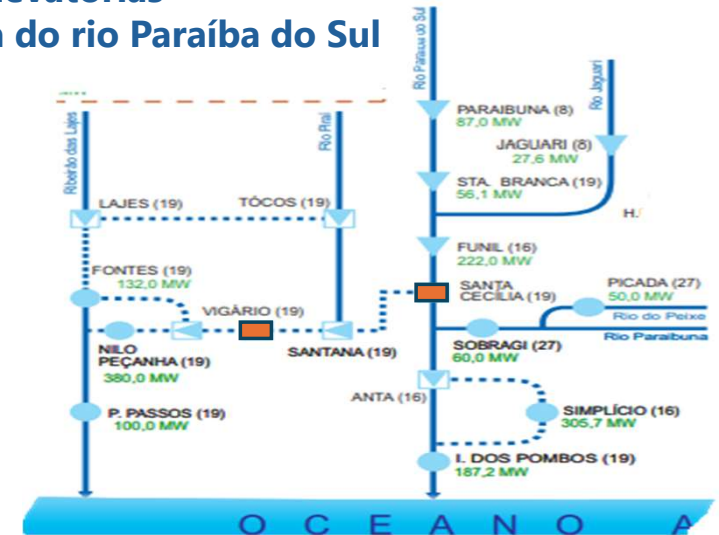 do rio Paraíba do Sul
Rio Paraíba do Sul
Rio Jaguari
Ribeirão das Lajes
Rio Piraí
PARAIBUNA (8)
87,0 MW
JAGUARI (8)
27,6 MW
STA. BRANCA (19)
56,1 MW
LAJES (19)
TÓCOS (19)
H.
FUNIL (16)
222,0 MW
FONTES (19)
132,0 MW
SANTA
CECÍLIA (19)
PICADA (27)
50,0 MW
VIGÁRIO (19)
Rio do Peixe
Rio Paraibuna
NILO
PEÇANHA (19)
380,0 MW
SANTANA (19)
SOBRAGI (27)
60,0 MW
ANTA (16)
P. PASSOS (19)
100,0 MW
SIMPLÍCIO (16)
305,7 MW
I. DOS POMBOS (19)
187,2 MW
OCEANO A